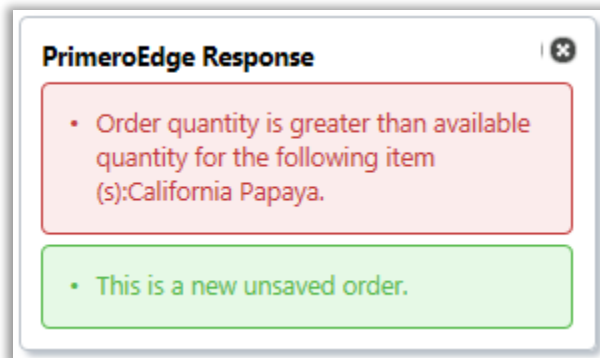 PrimeroEdge Response
• Order quantity is greater than available
quantity for the following item
(s):California Papaya.
• This is a new unsaved order.